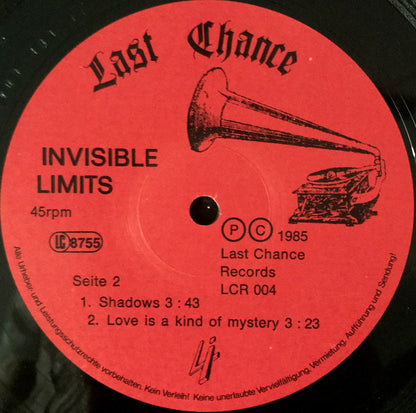 Last Chance
INVISIBLE
LIMITS
45rpm
LC 8755
P C 1985
Last Chance
Records
LCR 004
Seite 2
1. Shadows 3 : 43
2. Love is a kind of mystery 3 : 23
Alle Urheber und Leistungsschutzrechte vorbehalten. Kein Verleih! Keine unerlaubte Vervielfältigung, Vermietung, Aufführung und Sendung!